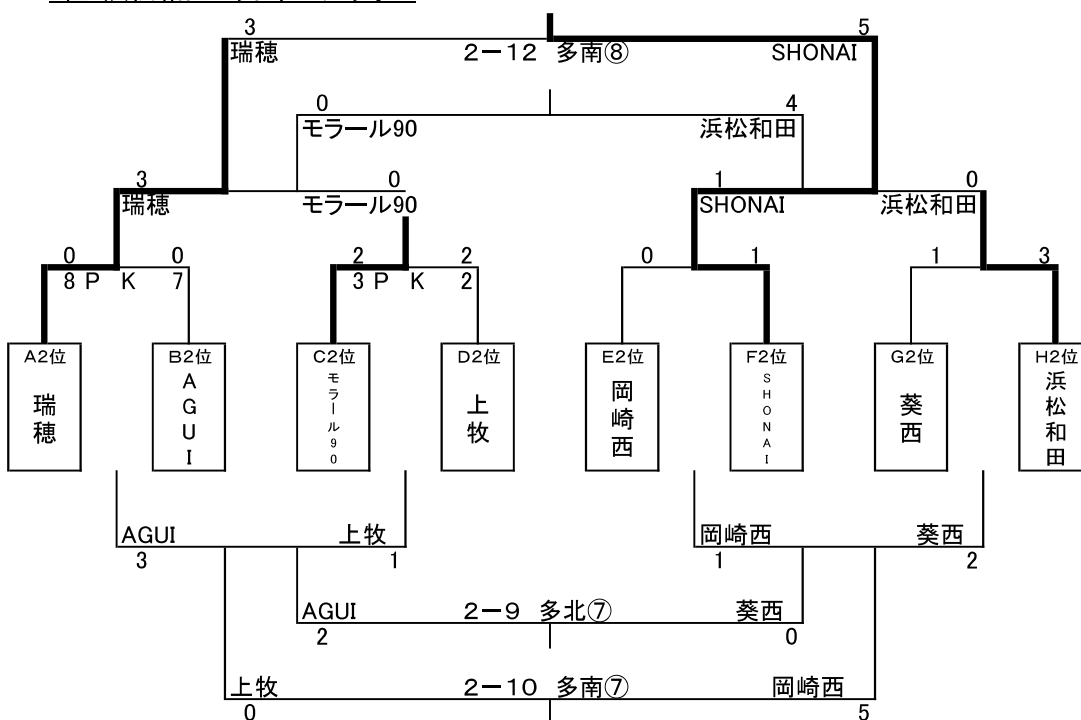 3 5
瑞穂 2－12 多南⑧ SHONAI
0 4
モラール90 浜松和田
3 0 1 0
瑞穂 モラール90 SHONAI 浜松和田
0 0 2 2 0 1 1 3
8 P K 7 3 P K 2
A2位 B2位 C2位 D2位 E2位 F2位 G2位 H2位
瑞穂 AGUI モラール90 上牧 岡崎西 SHONAI 葵西 浜松和田
AGUI 上牧 岡崎西 葵西
3 1 1 2
AGUI 2－9 多北⑦ 葵西
2 0
上牧 2－10 多南⑦ 岡崎西
0 5